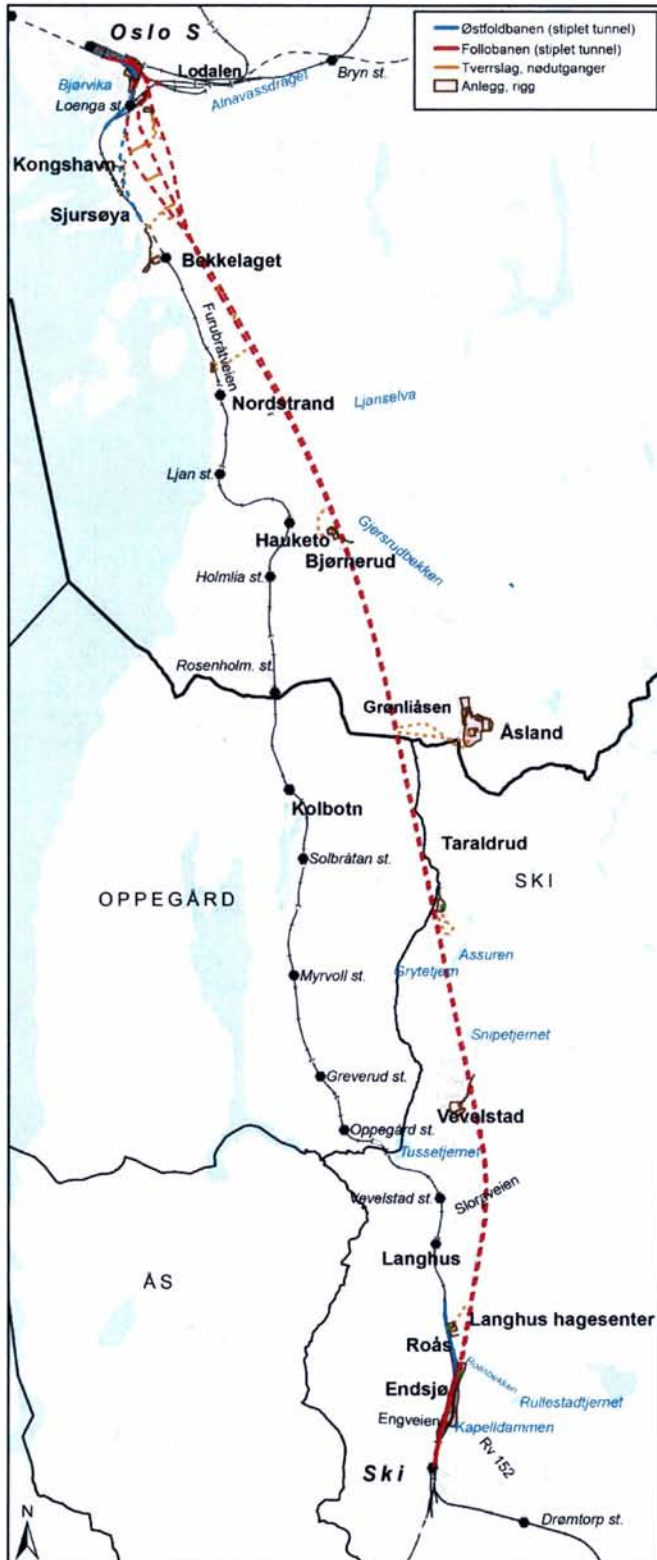 Oslo S
Østfoldbanen (stiplet tunnel)
Follobanen (stiplet tunnel)
Tverrslag, nødutganger
Anlegg, rigg
Lodalen
Bryn st.
Bjørvika
Alnavassdraget
Loenga st.
Kongshavn
Sjursøya
Bekkelaget
Furubråtveien
Nordstrand
Ljanselva
Ljan st.
Gjersrudbekken
Hauketo
Bjørnerud
Holmlia st.
Rosenholm. st.
Grønliåsen
Åsland
Kolbotn
Taraldrud
Solbråtan st.
SKI
OPPEGÅRD
Assuren
Grytetjern
Myrvoll st.
Snipetjernet
Greverud st.
Vevelstad
Oppegård st.
Tussetjernet
Vevelstad st.
Sloraveien
Langhus
ÅS
Langhus hagesenter
Roås
Roåsbekken
Endsjø
Rullestadtjernet
Engveien
Kapelldammen
Rv 152
Ski
N
Drømtorp st.